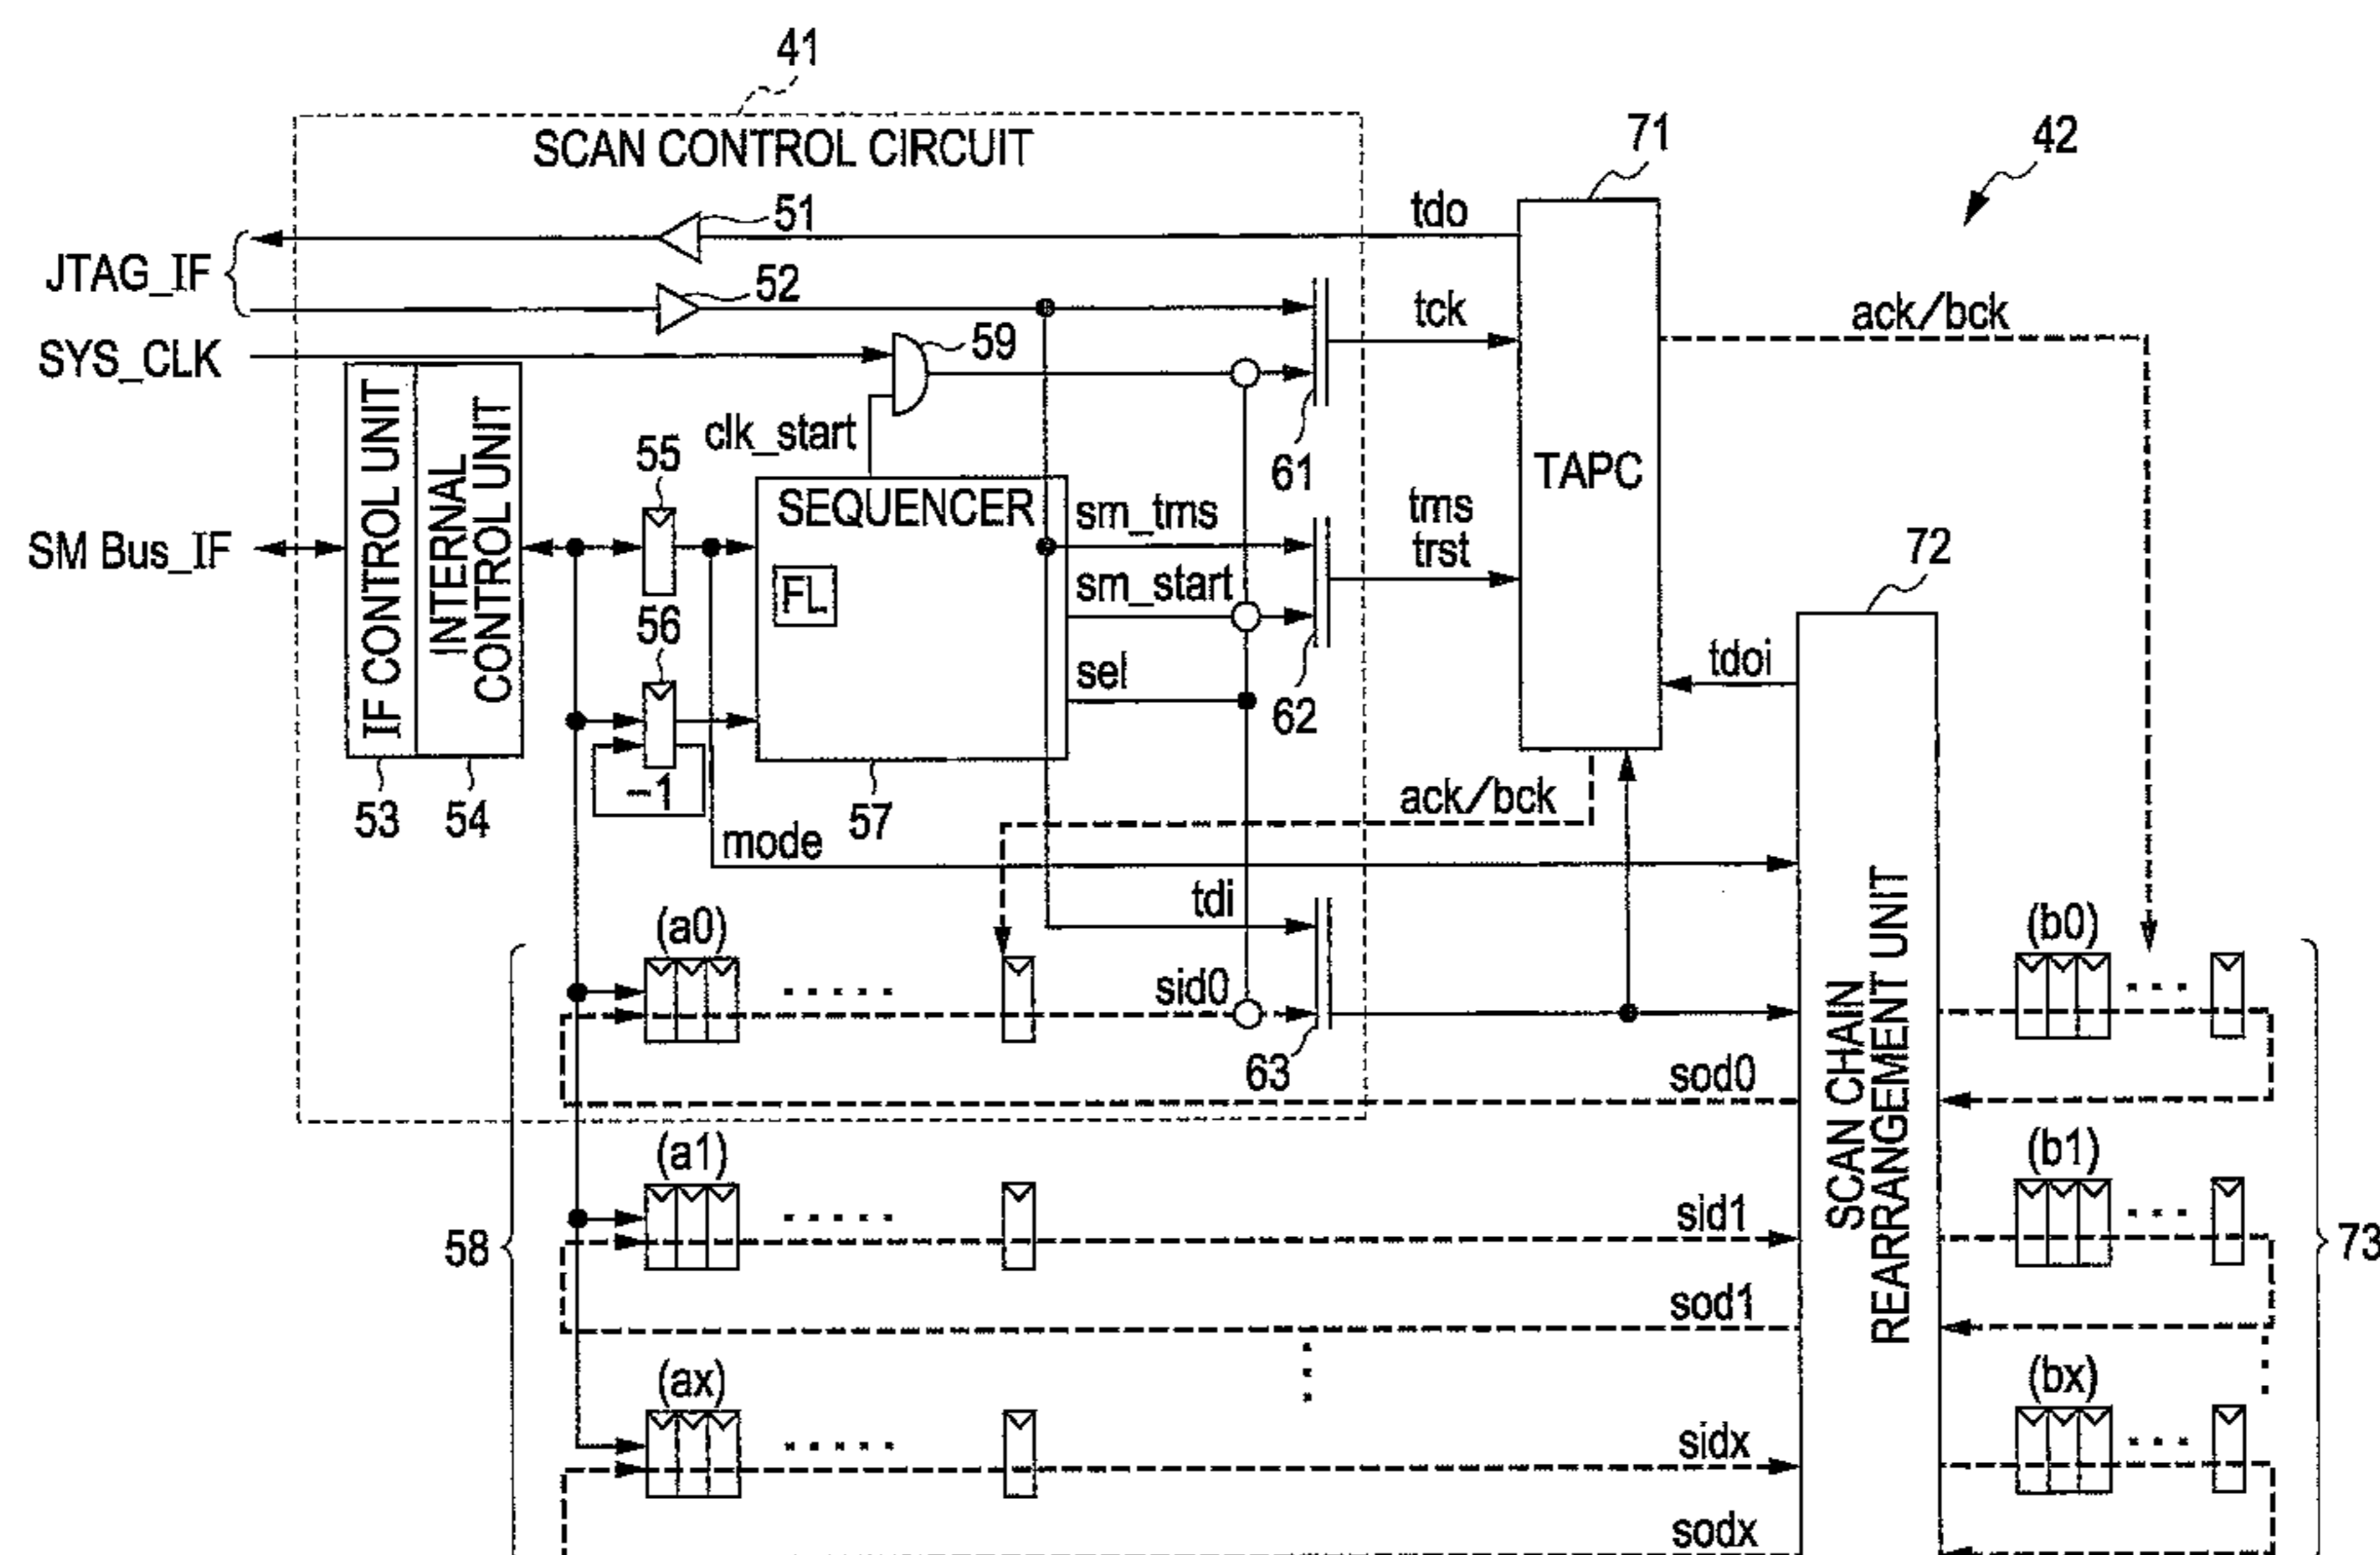 41
SCAN CONTROL CIRCUIT
71
42
51
tdo
JTAG_IF
52
tck
ack/bck
SYS_CLK
59
clk_start
61
TAPC
IF CONTROL UNIT
INTERNAL
CONTROL UNIT
55
SEQUENCER
sm_tms
tms
trst
SM Bus_IF
FL
sm_start
72
56
sel
62
tdoi
-1
53
54
57
ack/bck
mode
tdi
(a0)
sid0
63
SCAN CHAIN
REARRANGEMENT UNIT
(b0)
sod0
(a1)
(b1)
58
sid1
73
sod1
(ax)
(bx)
sidx
sodx